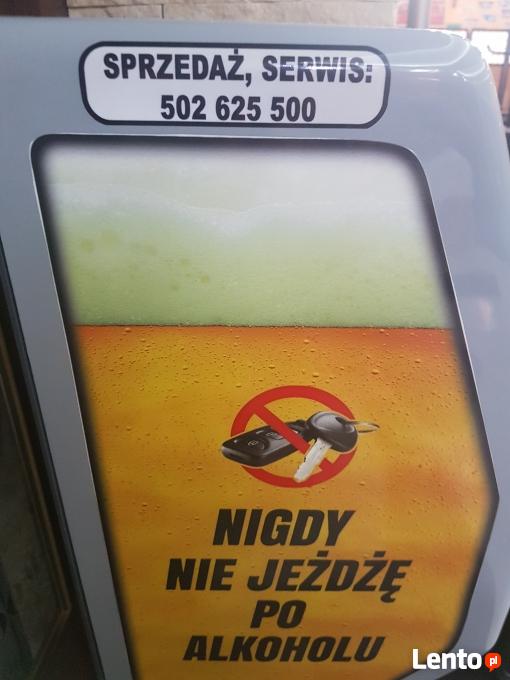 SPRZEDAŻ, SERWIS:
502 625 500
NIGDY
NIE JEŻDŻĘ
PO
ALKOHOLU
Lento.pl